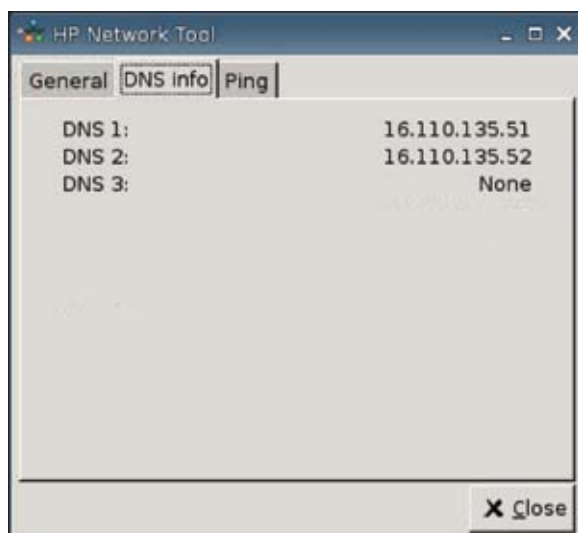 HP Network Tool
General DNS info Ping
DNS 1: 16.110.135.51
DNS 2: 16.110.135.52
DNS 3: None
Close